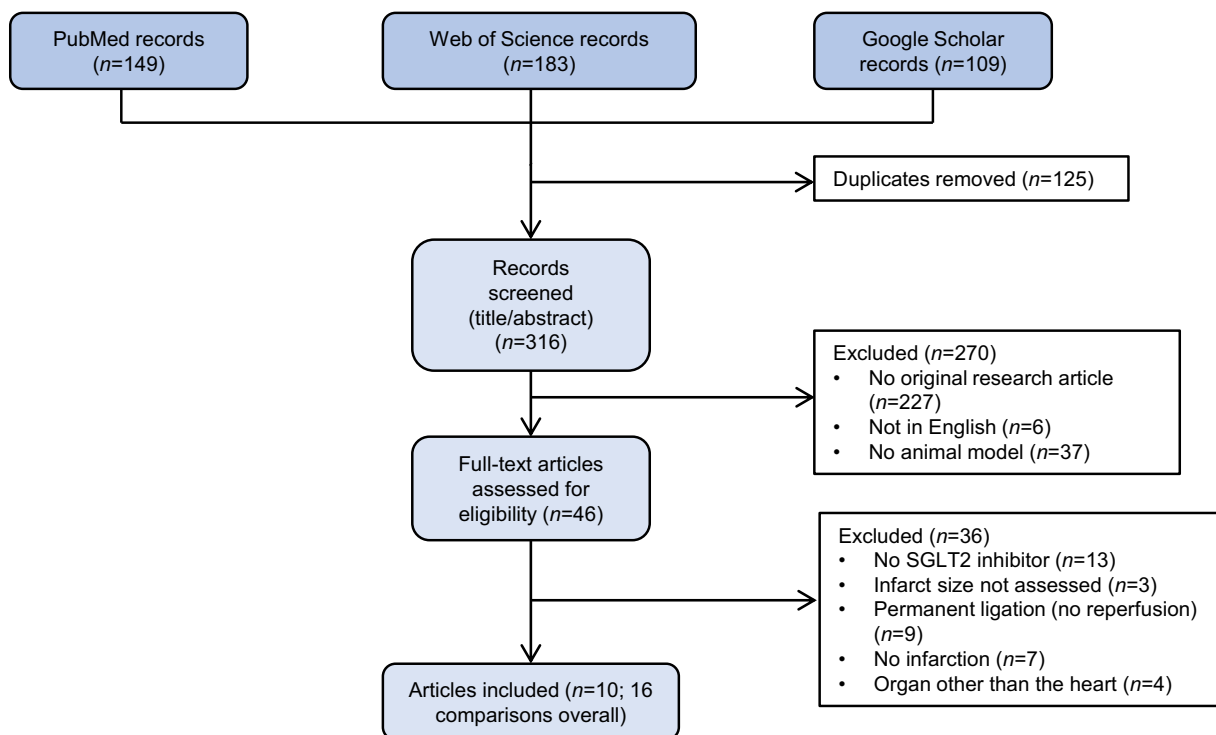 PubMed records
(n=149)
Web of Science records
(n=183)
Google Scholar
records (n=109)
Duplicates removed (n=125)
Records
screened
(title/abstract)
(n=316)
Excluded (n=270)
• No original research article
(n=227)
• Not in English (n=6)
• No animal model (n=37)
Full-text articles
assessed for
eligibility (n=46)
Excluded (n=36)
• No SGLT2 inhibitor (n=13)
• Infarct size not assessed (n=3)
• Permanent ligation (no reperfusion)
(n=9)
• No infarction (n=7)
• Organ other than the heart (n=4)
Articles included (n=10; 16
comparisons overall)